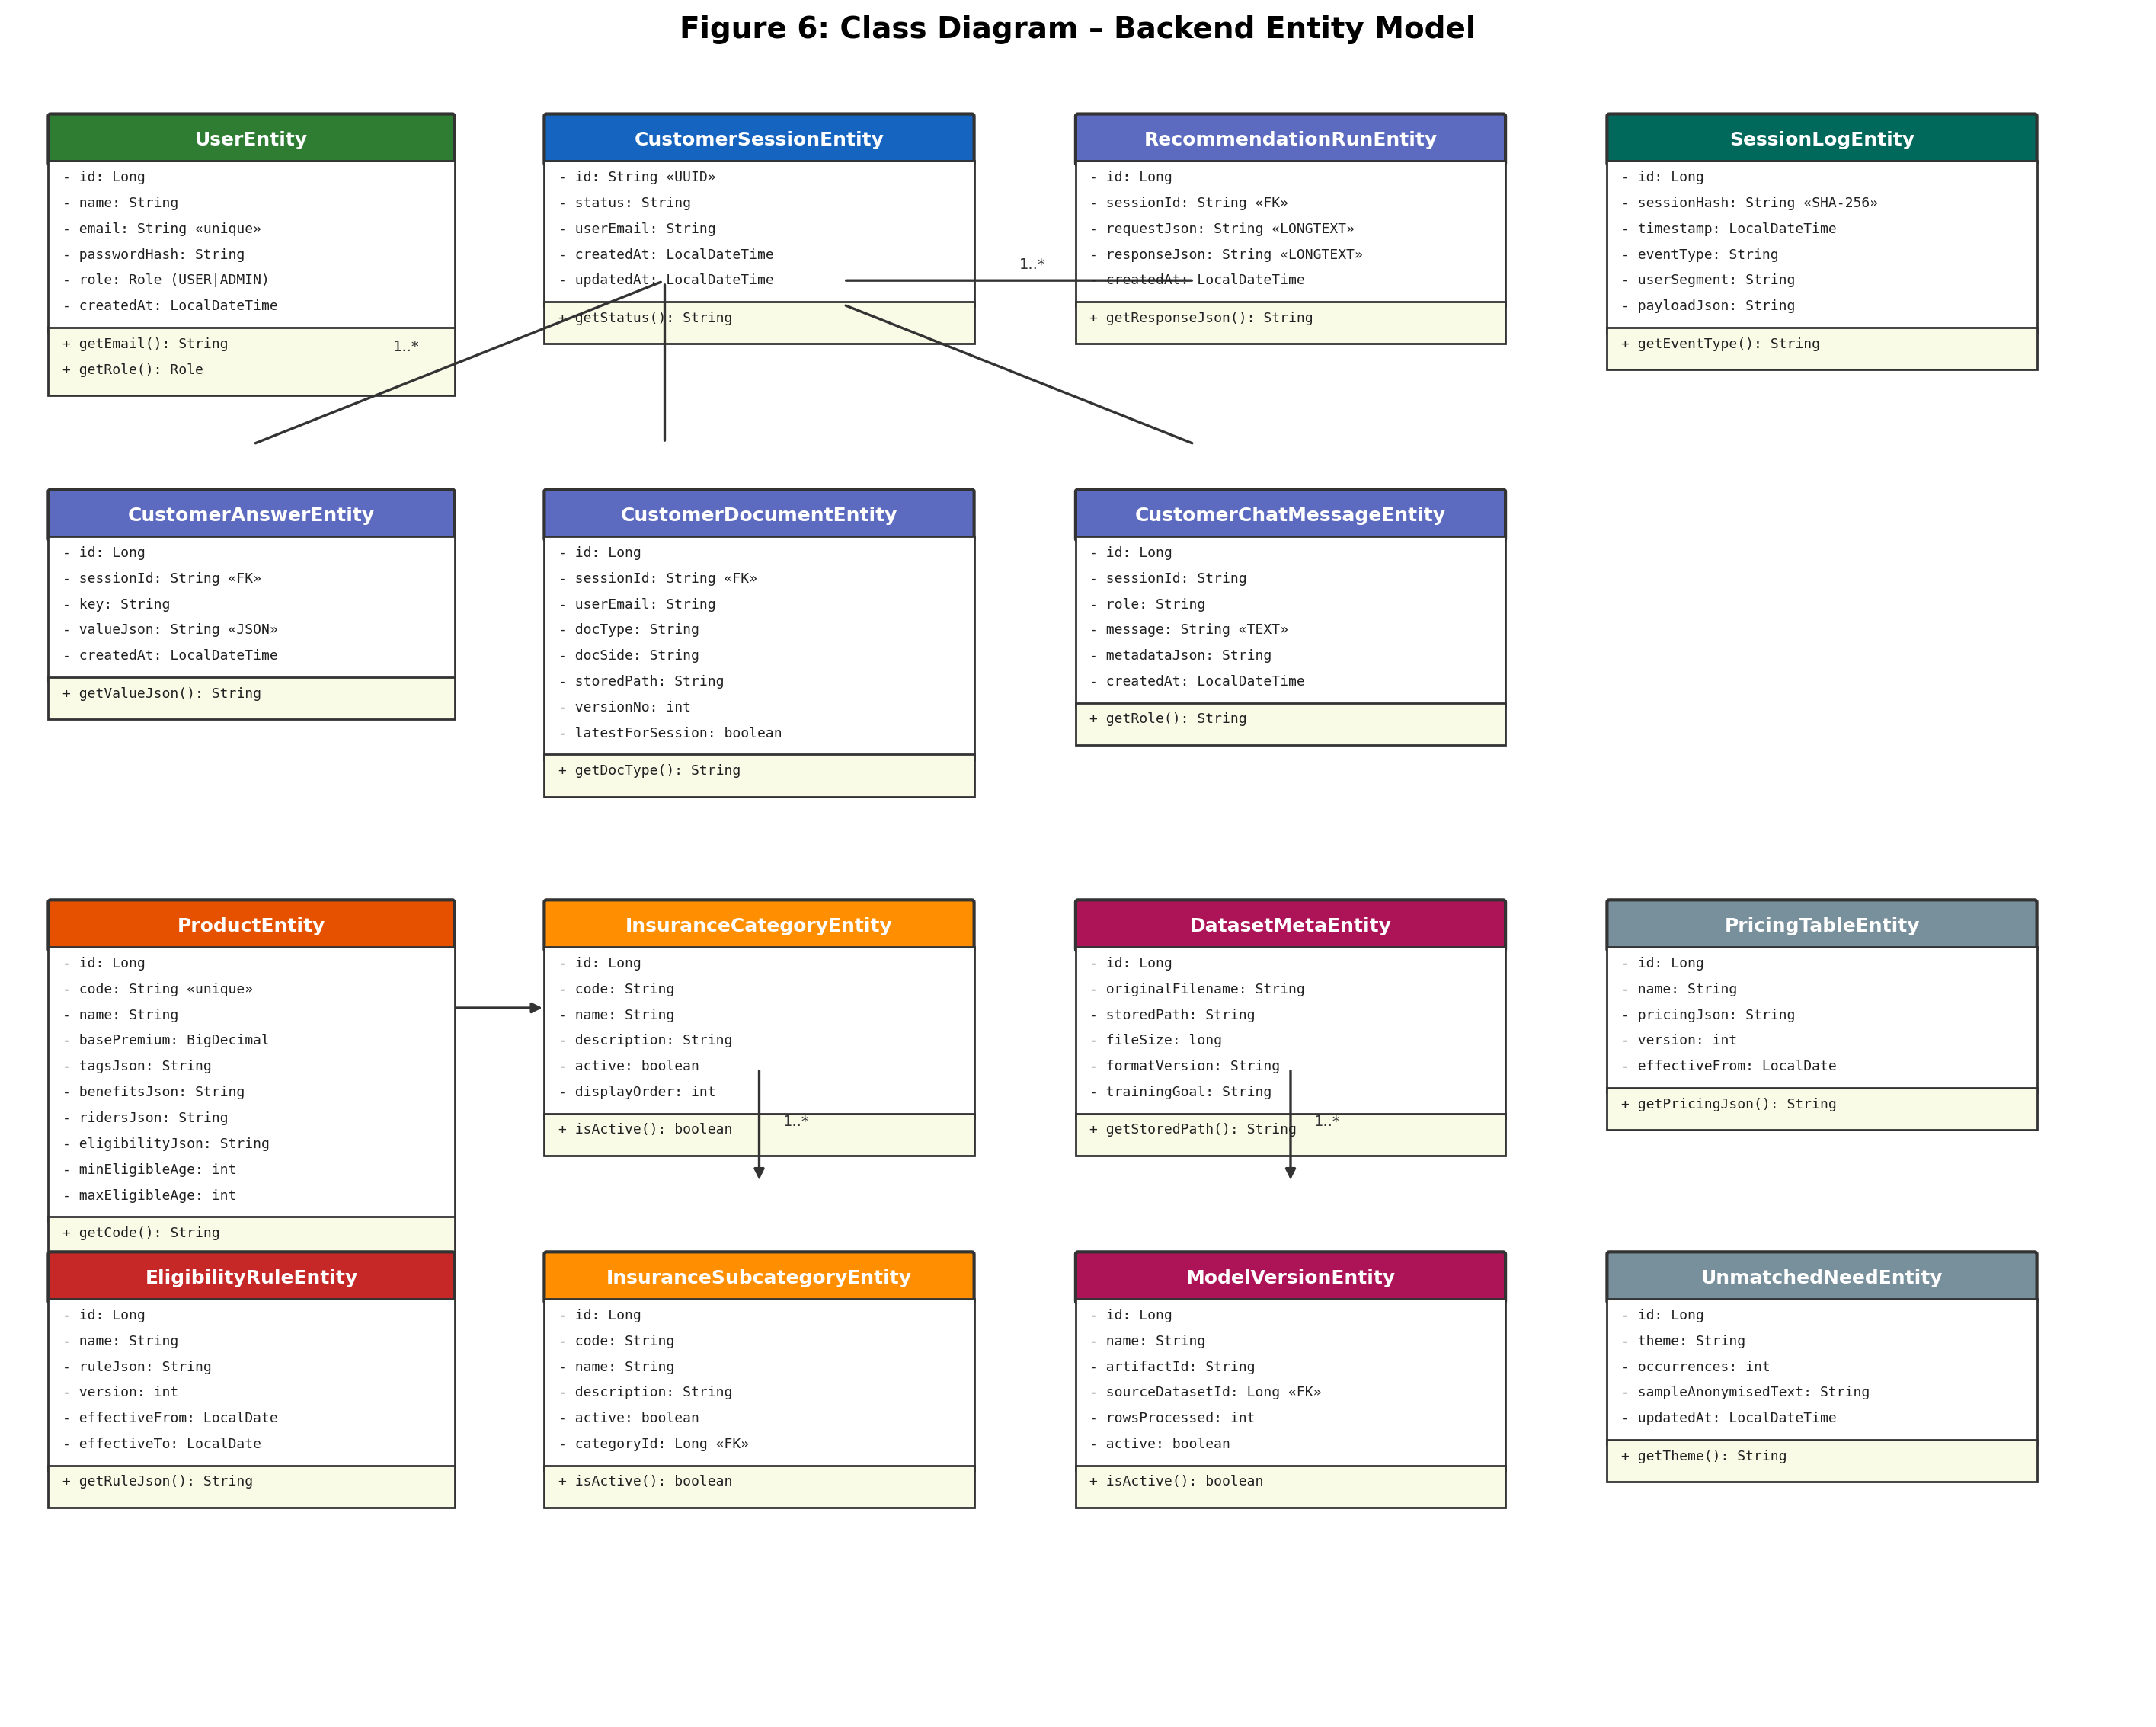 Figure 6: Class Diagram – Backend Entity Model
UserEntity
- id: Long
- name: String
- email: String «unique»
- passwordHash: String
- role: Role (USER|ADMIN)
- createdAt: LocalDateTime
+ getEmail(): String
+ getRole(): Role
1..*
CustomerSessionEntity
- id: String «UUID»
- status: String
- userEmail: String
- createdAt: LocalDateTime
- updatedAt: LocalDateTime
+ getStatus(): String
1..*
RecommendationRunEntity
- id: Long
- sessionId: String «FK»
- requestJson: String «LONGTEXT»
- responseJson: String «LONGTEXT»
- createdAt: LocalDateTime
+ getResponseJson(): String
SessionLogEntity
- id: Long
- sessionHash: String «SHA-256»
- timestamp: LocalDateTime
- eventType: String
- userSegment: String
- payloadJson: String
+ getEventType(): String
CustomerAnswerEntity
- id: Long
- sessionId: String «FK»
- key: String
- valueJson: String «JSON»
- createdAt: LocalDateTime
+ getValueJson(): String
CustomerDocumentEntity
- id: Long
- sessionId: String «FK»
- userEmail: String
- docType: String
- docSide: String
- storedPath: String
- versionNo: int
- latestForSession: boolean
+ getDocType(): String
CustomerChatMessageEntity
- id: Long
- sessionId: String
- role: String
- message: String «TEXT»
- metadataJson: String
- createdAt: LocalDateTime
+ getRole(): String
ProductEntity
- id: Long
- code: String «unique»
- name: String
- basePremium: BigDecimal
- tagsJson: String
- benefitsJson: String
- ridersJson: String
- eligibilityJson: String
- minEligibleAge: int
- maxEligibleAge: int
+ getCode(): String
InsuranceCategoryEntity
- id: Long
- code: String
- name: String
- description: String
- active: boolean
- displayOrder: int
+ isActive(): boolean
1..*
DatasetMetaEntity
- id: Long
- originalFilename: String
- storedPath: String
- fileSize: long
- formatVersion: String
- trainingGoal: String
+ getStoredPath(): String
1..*
PricingTableEntity
- id: Long
- name: String
- pricingJson: String
- version: int
- effectiveFrom: LocalDate
+ getPricingJson(): String
EligibilityRuleEntity
- id: Long
- name: String
- ruleJson: String
- version: int
- effectiveFrom: LocalDate
- effectiveTo: LocalDate
+ getRuleJson(): String
InsuranceSubcategoryEntity
- id: Long
- code: String
- name: String
- description: String
- active: boolean
- categoryId: Long «FK»
+ isActive(): boolean
ModelVersionEntity
- id: Long
- name: String
- artifactId: String
- sourceDatasetId: Long «FK»
- rowsProcessed: int
- active: boolean
+ isActive(): boolean
UnmatchedNeedEntity
- id: Long
- theme: String
- occurrences: int
- sampleAnonymisedText: String
- updatedAt: LocalDateTime
+ getTheme(): String